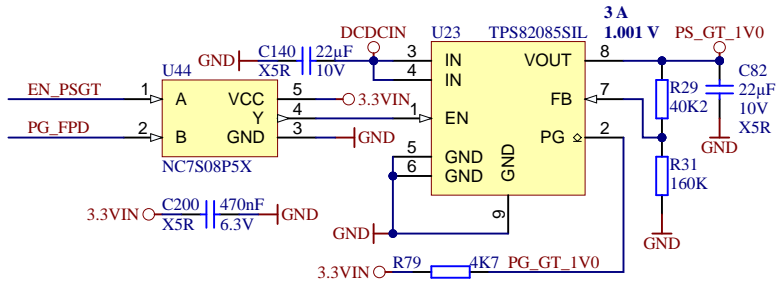 3 A
1.001 V
DCDCIN
U23
TPS82085SIL
PS_GT_1V0
GND
C140
22µF
X5R
10V
3
IN
4
IN
VOUT
8
U44
EN_PSGT
1
A
VCC
5
3.3VIN
Y
4
1
EN
FB
7
R29
40K2
C82
22µF
10V
X5R
PG_FPD
2
B
GND
3
GND
PG
2
GND
NC7S08P5X
5
GND
6
GND
GND
R31
160K
C200
470nF
3.3VIN
X5R
6.3V
GND
9
GND
GND
R79
4K7
PG_GT_1V0
3.3VIN